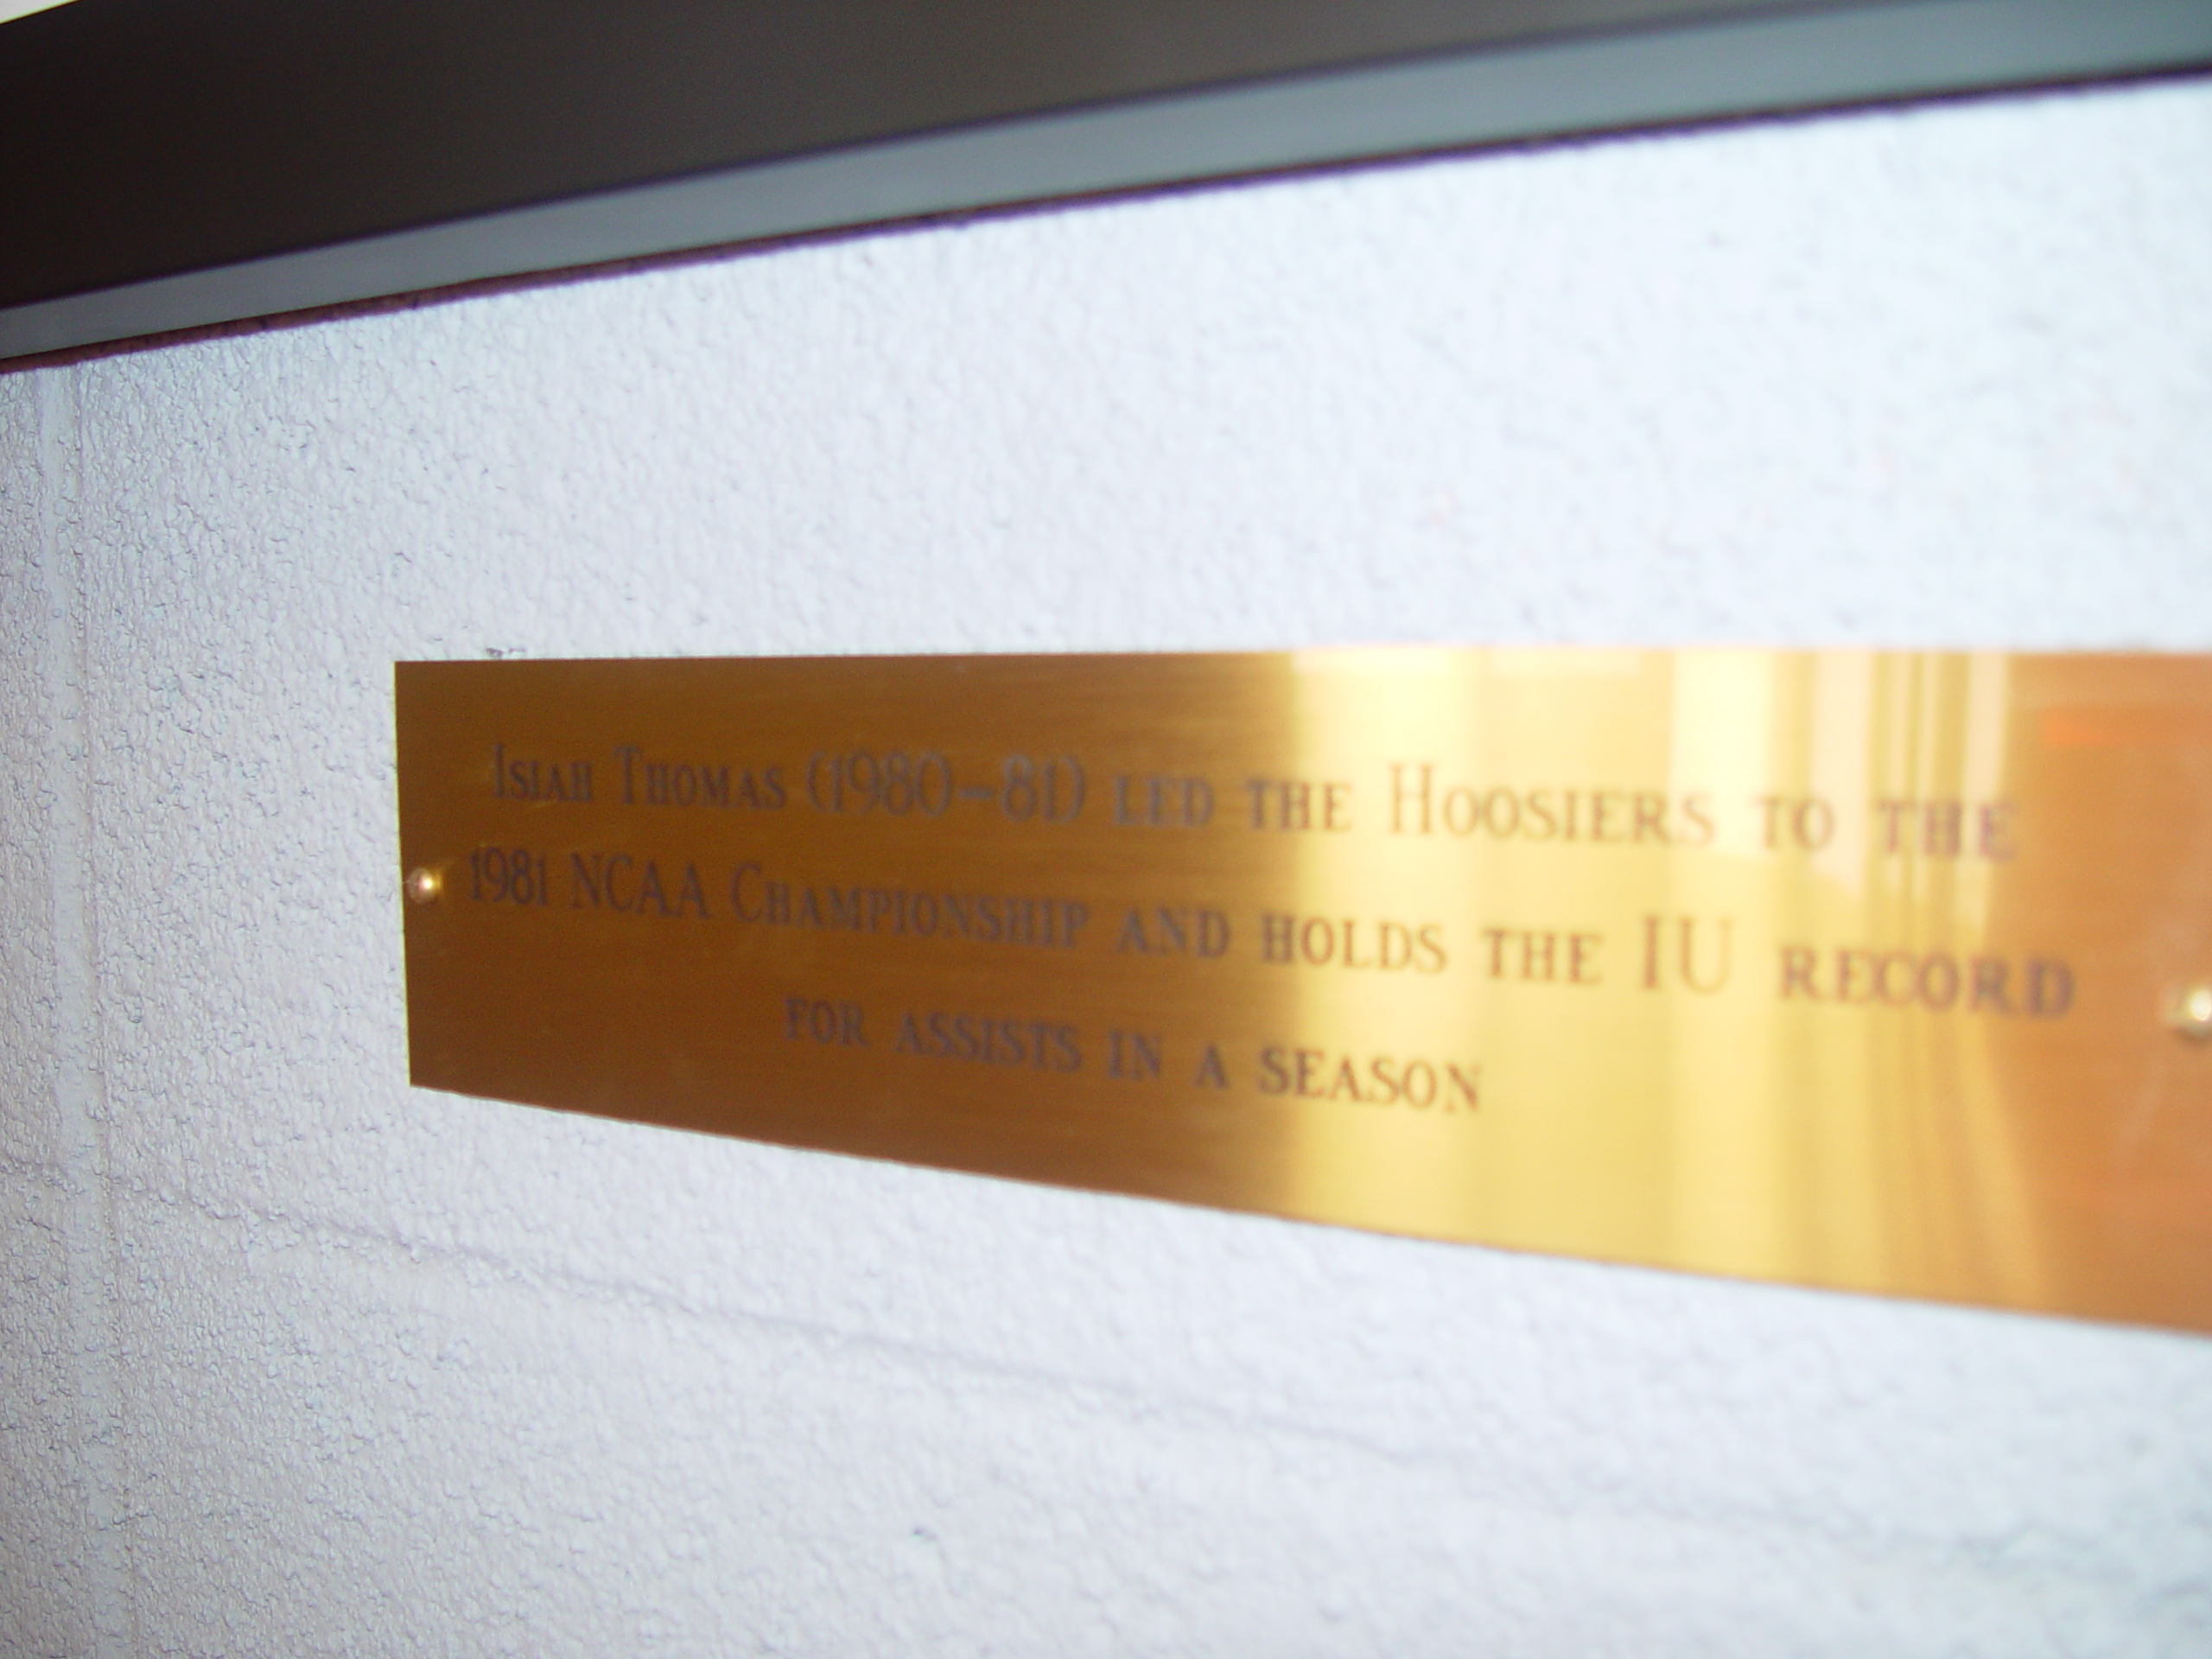 Isiah Thomas (1980-81) led the Hoosiers to the
1981 NCAA Championship and holds the IU record
for assists in a season